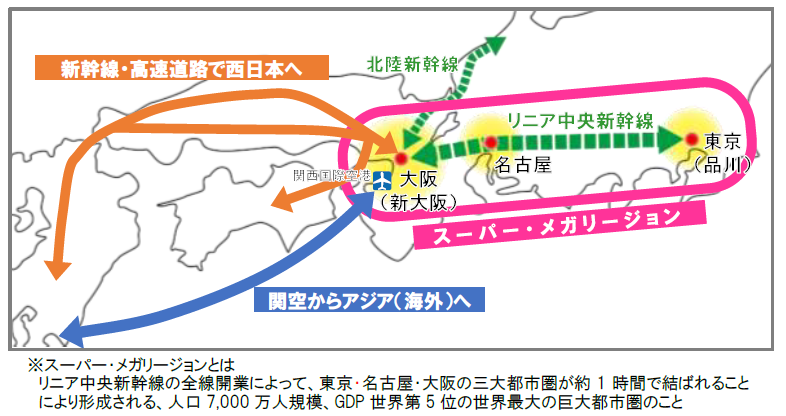 北陸新幹線
新幹線・高速道路で西日本へ
リニア中央新幹線
東京
(品川)
名古屋
関西国際空港
大阪
(新大阪)
スーパー・メガリージョン
関空からアジア(海外)へ
※スーパー・メガリージョンとは
リニア中央新幹線の全線開業によって、東京・名古屋・大阪の三大都市圏が約 1 時間で結ばれること
により形成される、人口 7,000 万人規模、GDP 世界第 5 位の世界最大の巨大都市圏のこと